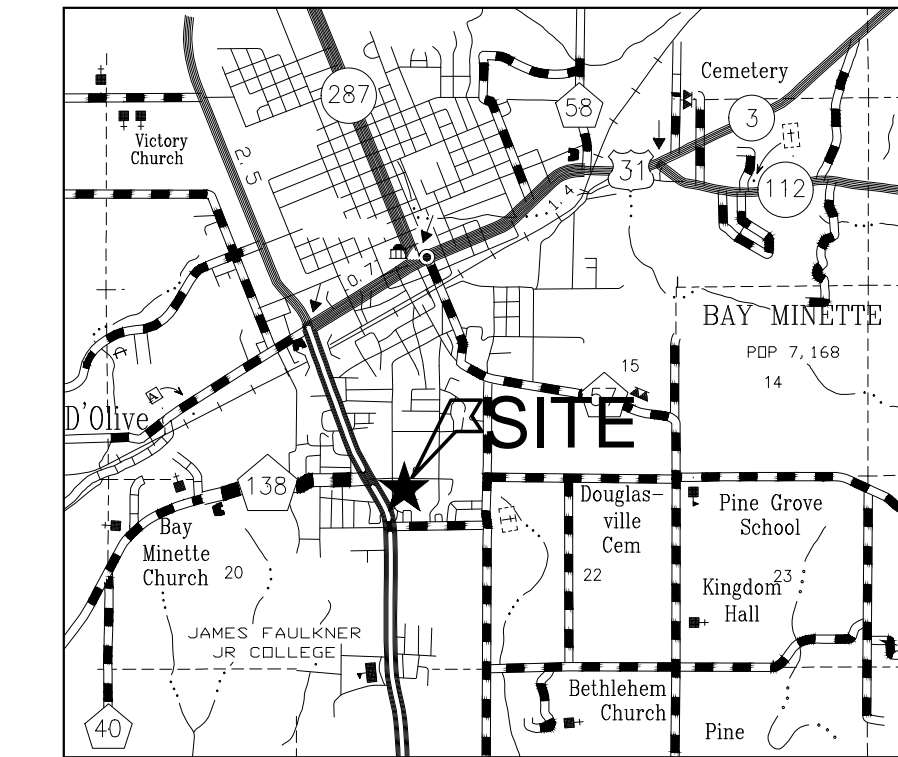 Cemetery
287
58
3
Victory
Church
2.5
31
112
1.4
0.7
BAY MINETTE
POP 7,168
15
14
57
A
D'Olive
SITE
138
Douglas-
ville
Cem
Pine Grove
School
Bay
Minette
Church
20
22
23
Kingdom
Hall
JAMES FAULKNER
JR COLLEGE
Bethlehem
Church
40
Pine